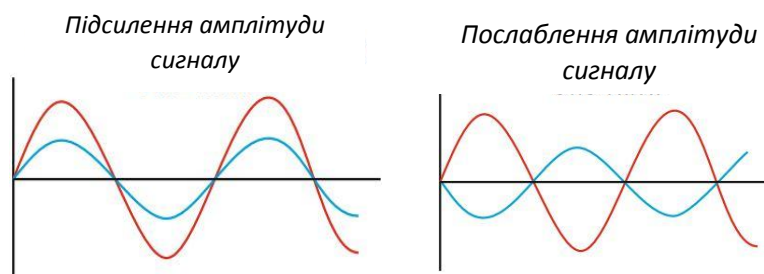 Підсилення амплітуди
сигналу
Послаблення амплітуди
сигналу